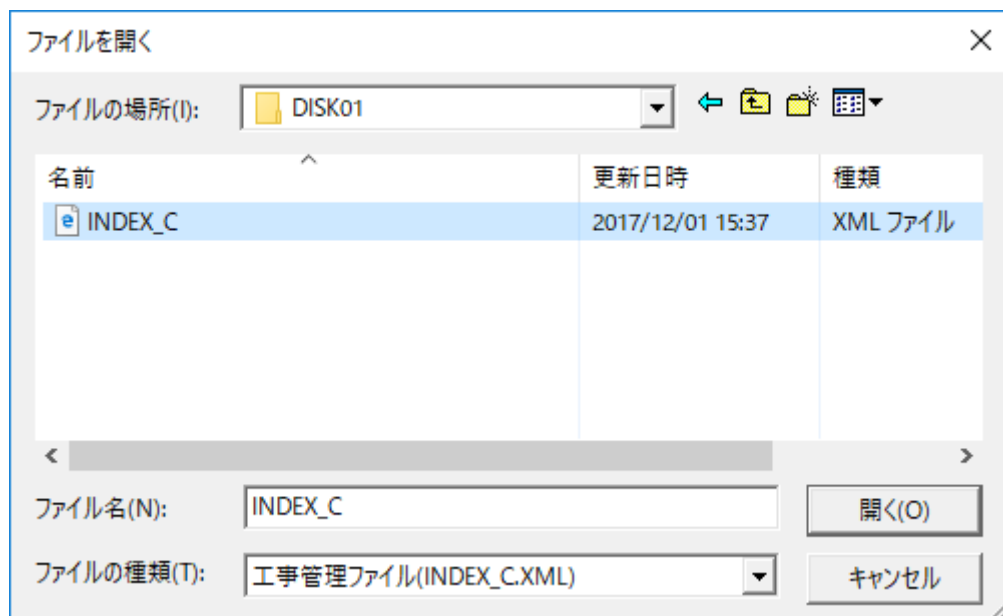 ファイルを開く
ファイルの場所(I): DISK01
名前 更新日時 種類
INDEX_C 2017/12/01 15:37 XML ファイル
ファイル名(N): INDEX_C 開く(O)
ファイルの種類(T): 工事管理ファイル(INDEX_C.XML) キャンセル